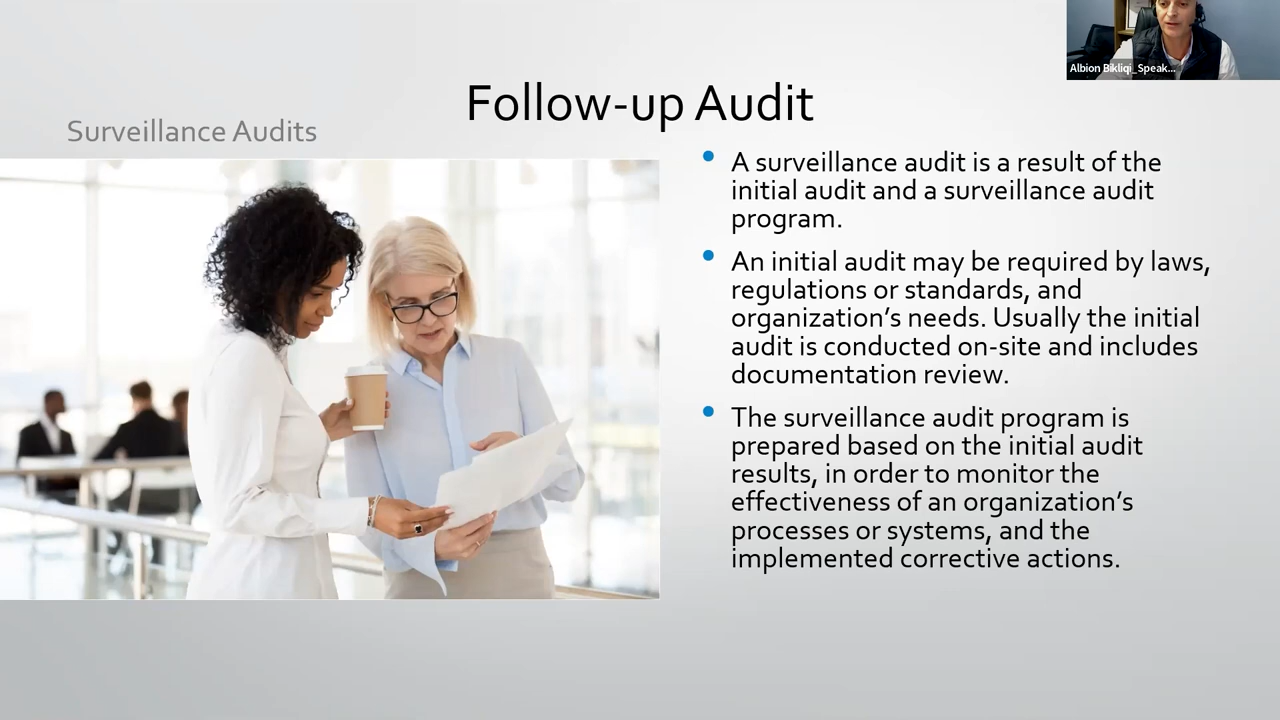 Albion Bikliqi_Speak...
Follow-up Audit
Surveillance Audits
• A surveillance audit is a result of the
initial audit and a surveillance audit
program.
• An initial audit may be required by laws,
regulations or standards, and
organization's needs. Usually the initial
audit is conducted on-site and includes
documentation review.
• The surveillance audit program is
prepared based on the initial audit
results, in order to monitor the
effectiveness of an organization's
processes or systems, and the
implemented corrective actions.